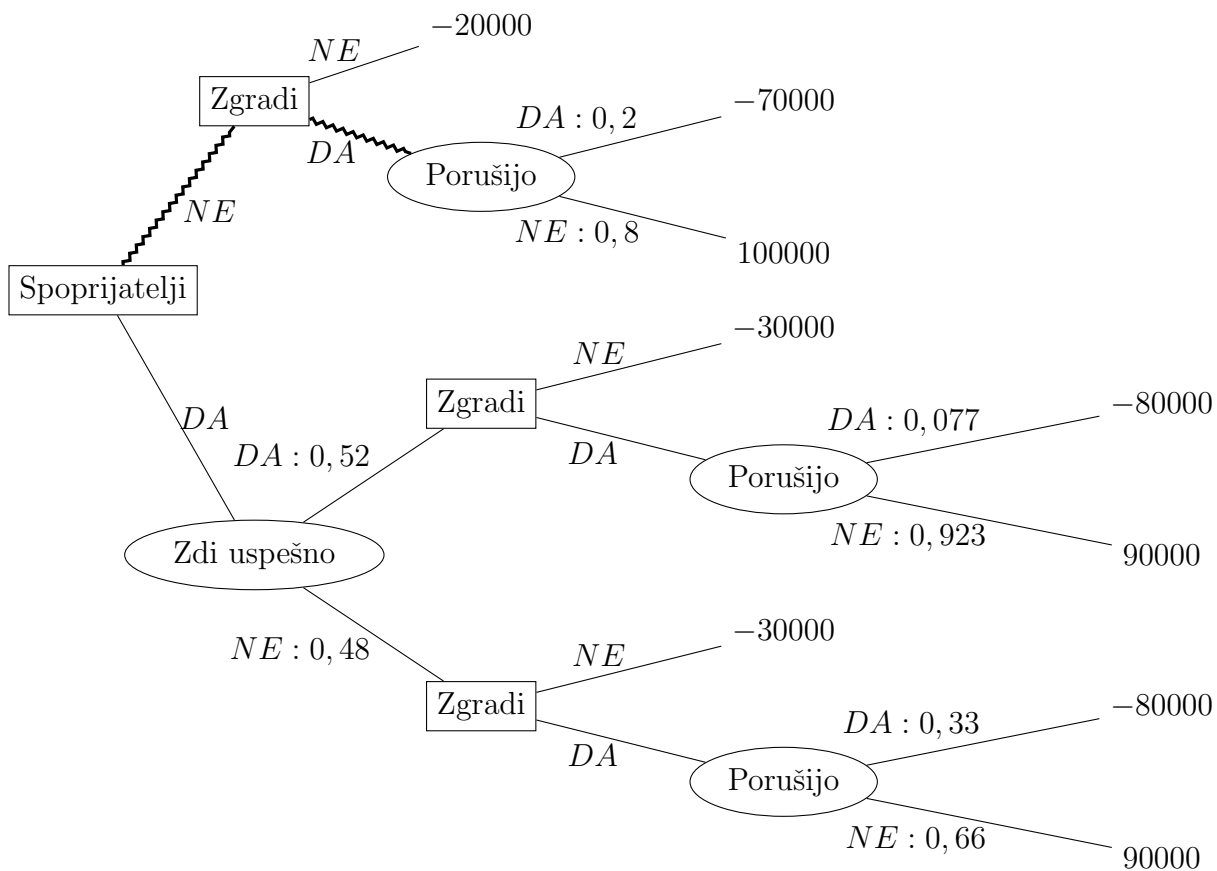 −20000
NE
Zgradi
−70000
DA : 0, 2
DA
Porušijo
NE
NE : 0, 8
100000
Spoprijatelji
−30000
NE
Zgradi
−80000
DA
DA : 0, 077
DA : 0, 52
DA
Porušijo
NE : 0, 923
Zdi uspešno
90000
−30000
NE : 0, 48
NE
Zgradi
−80000
DA : 0, 33
DA
Porušijo
NE : 0, 66
90000